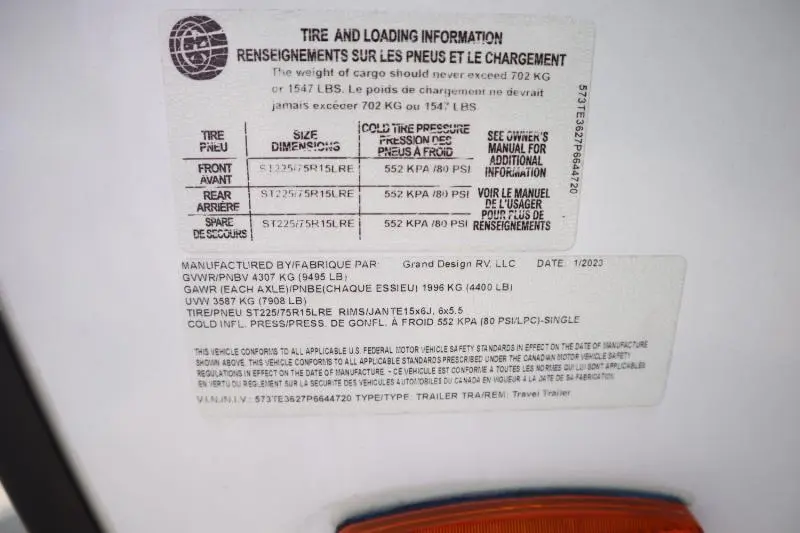 TIRE AND LOADING INFORMATION
RENSEIGNEMENTS SUR LES PNEUS ET LE CHARGEMENT
The weight of cargo should never exceed 702 KG
or 1547 LBS. Le poids de chargement ne devrait
jamais excéder 702 KG ou 1547 LBS
TIRE PNEU SIZE DIMENSIONS COLD TIRE PRESSURE PRESSION DES PNEUS À FROID
FRONT AVANT ST225/75R15LRE 552 KPA /80 PSI
REAR ARRIÈRE ST225/75R15LRE 552 KPA /80 PSI
SPARE DE SECOURS ST225/75R15LRE 552 KPA /80 PSI
SEE OWNER'S
MANUAL FOR
ADDITIONAL
INFORMATION
VOIR LE MANUEL
DE L'USAGER
POUR PLUS DE
RENSEIGNEMENTS
573TE3627P6644720
MANUFACTURED BY/FABRIQUE PAR: Grand Design RV, LLC DATE: 1/2023
GVWR/PNBV 4307 KG (9495 LB)
GAWR (EACH AXLE)/PNBE(CHAQUE ESSIEU) 1996 KG (4400 LB)
UVW 3587 KG (7908 LB)
TIRE/PNEU ST225/75R15LRE RIMS/JANTE15x6J, 6x5.5
COLD INFL. PRESS/PRESS. DE GONFL. À FROID 552 KPA (80 PSI/LPC)-SINGLE
THIS VEHICLE CONFORMS TO ALL APPLICABLE U.S. FEDERAL MOTOR VEHICLE SAFETY STANDARDS IN EFFECT ON THE DATE OF MANUFACTURE
SHOWN ABOVE. THIS VEHICLE CONFORMS TO ALL APPLICABLE STANDARDS PRESCRIBED UNDER THE CANADIAN MOTOR VEHICLE SAFETY
REGULATIONS IN EFFECT ON THE DATE OF MANUFACTURE. - CE VEHICULE EST CONFORME À TOUTES LES NORMES QUI LUI SONT APPLICABLES
EN VERTU DU REGLEMENT SUR LA SECURITE DES VEHICULES AUTOMOBILES DU CANADA EN VIGUEUR A LA DATE DE SA FABRICATION.
V.I.N./N.I.V.: 573TE3627P6644720 TYPE/TYPE: TRAILER TRA/REM: Travel Trailer